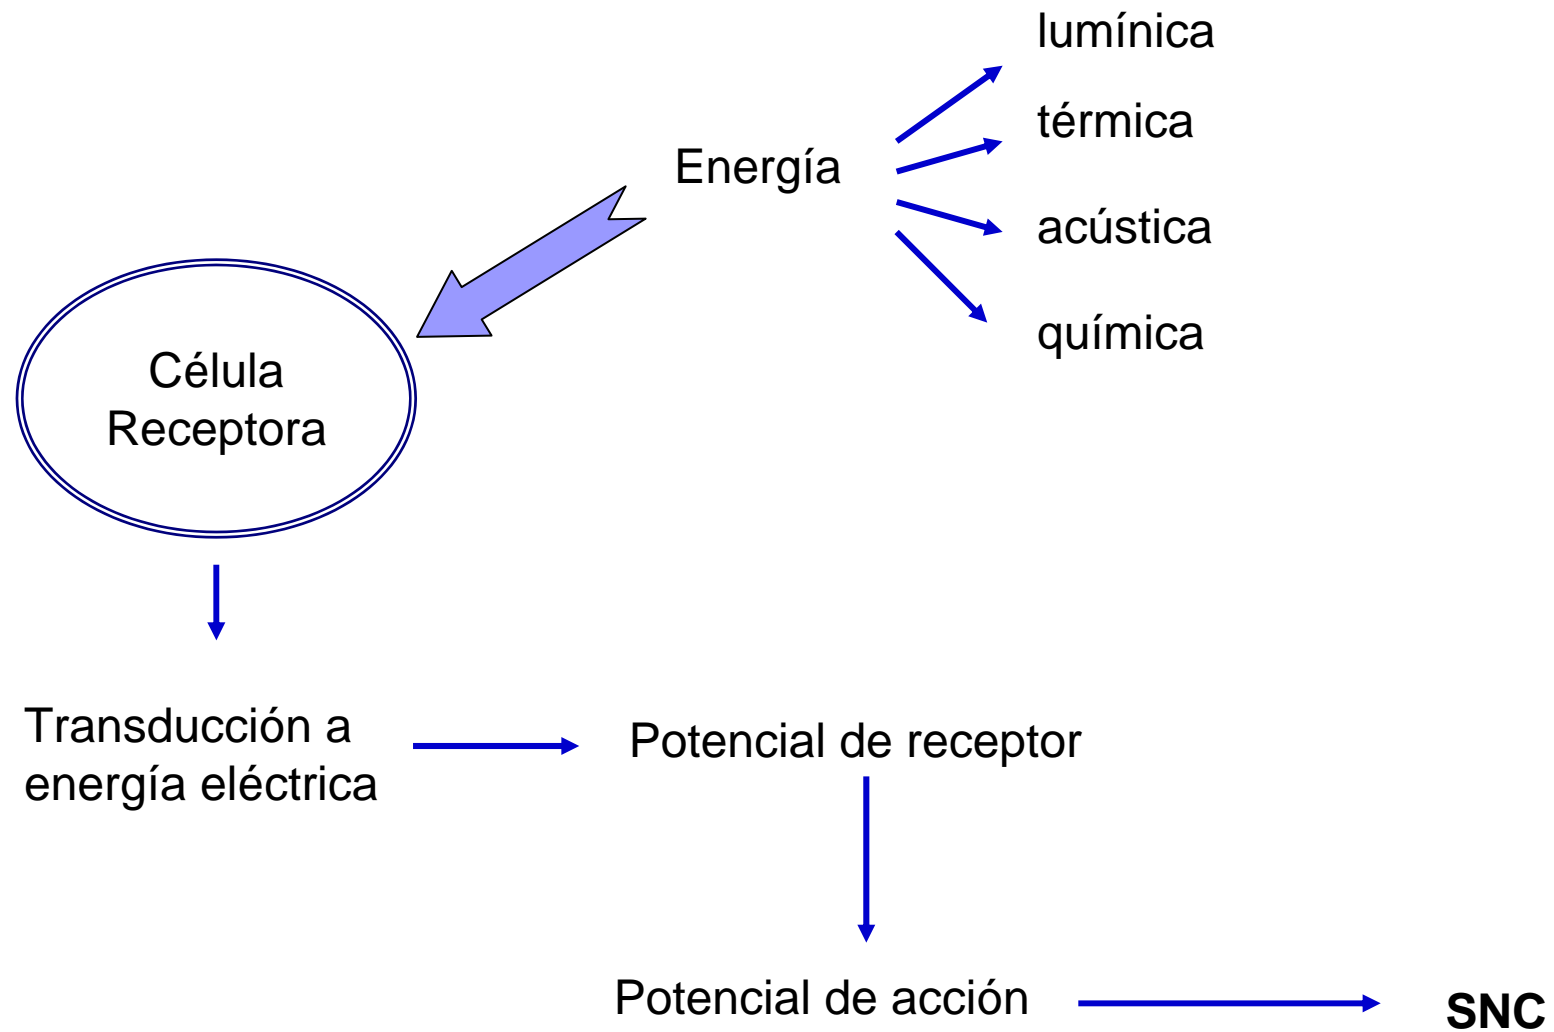 lumínica
térmica
Energía
acústica
química
Célula
Receptora
Transducción a
energía eléctrica
Potencial de receptor
Potencial de acción
SNC